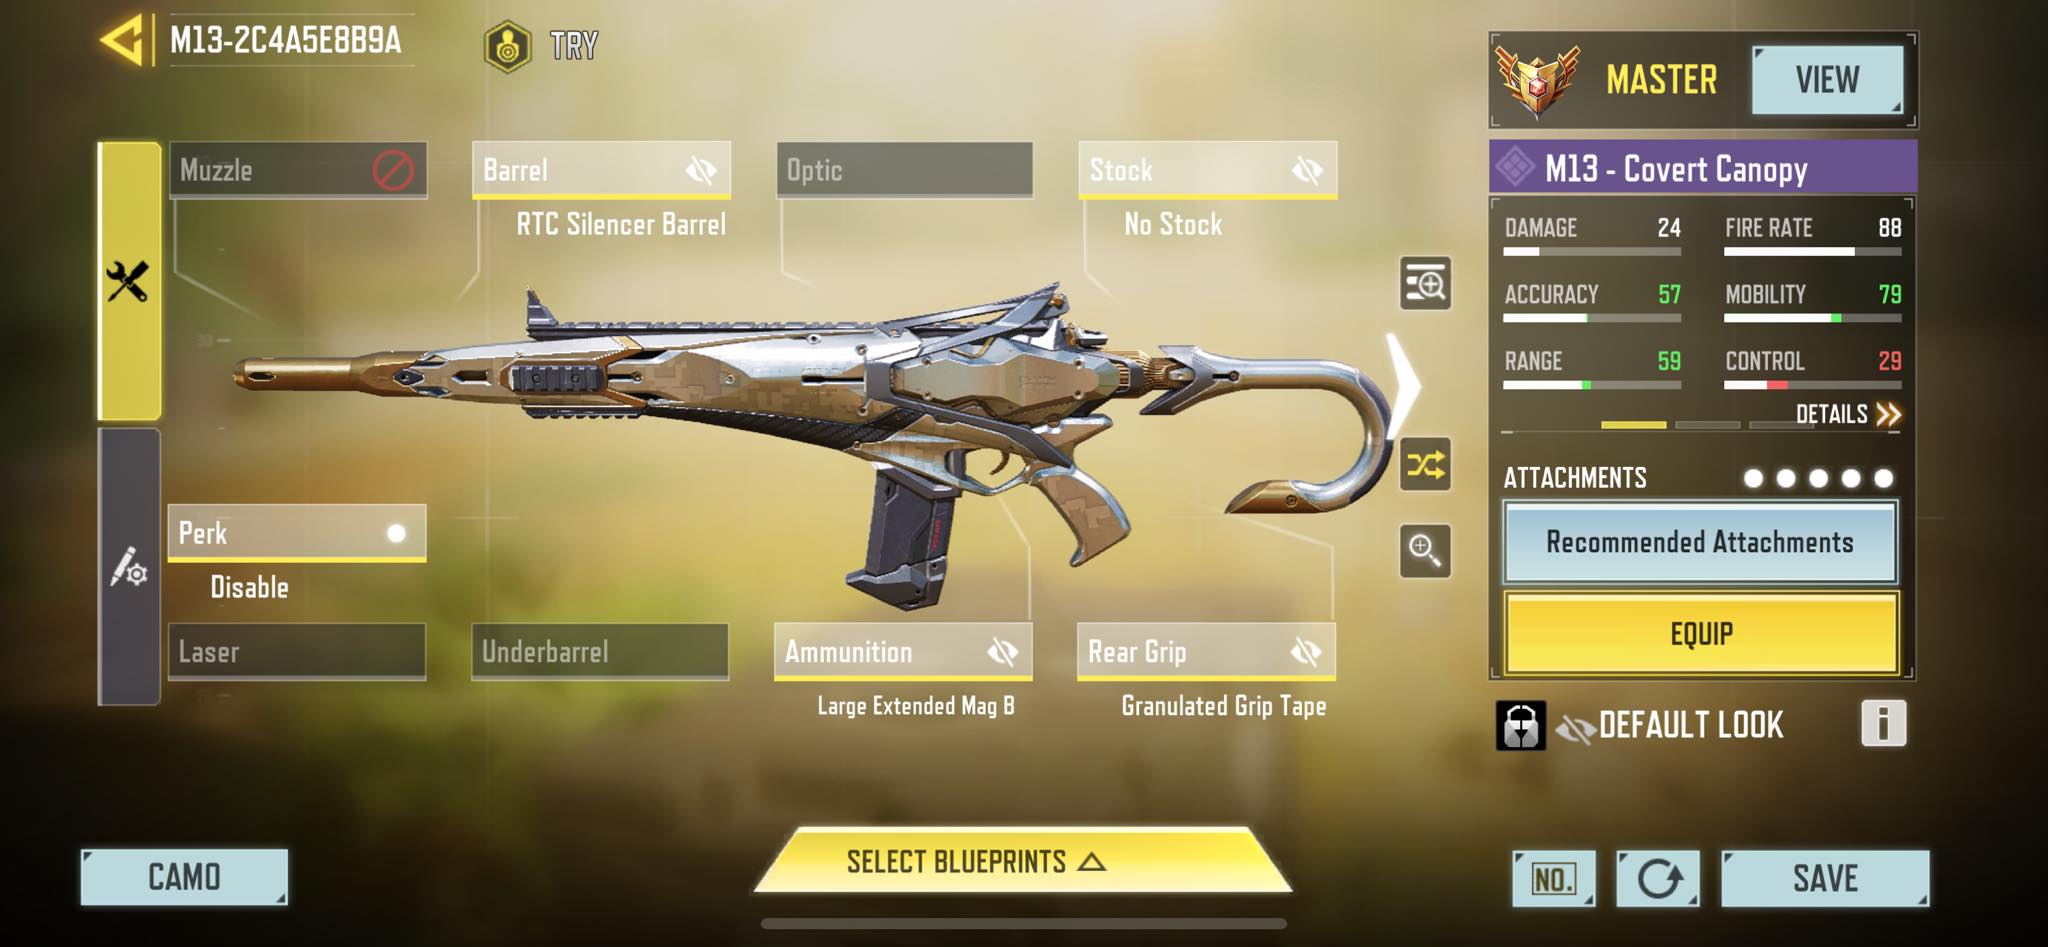 M13-2C4A5E8B9A
TRY
MASTER
VIEW
Muzzle
Barrel
RTC Silencer Barrel
Optic
Stock
No Stock
M13 - Covert Canopy
DAMAGE 24
FIRE RATE 88
ACCURACY 57
MOBILITY 79
RANGE 59
CONTROL 29
DETAILS
ATTACHMENTS
Recommended Attachments
EQUIP
Perk
Disable
Laser
Underbarrel
Ammunition
Large Extended Mag B
Rear Grip
Granulated Grip Tape
DEFAULT LOOK
i
CAMO
SELECT BLUEPRINTS
NO.
SAVE